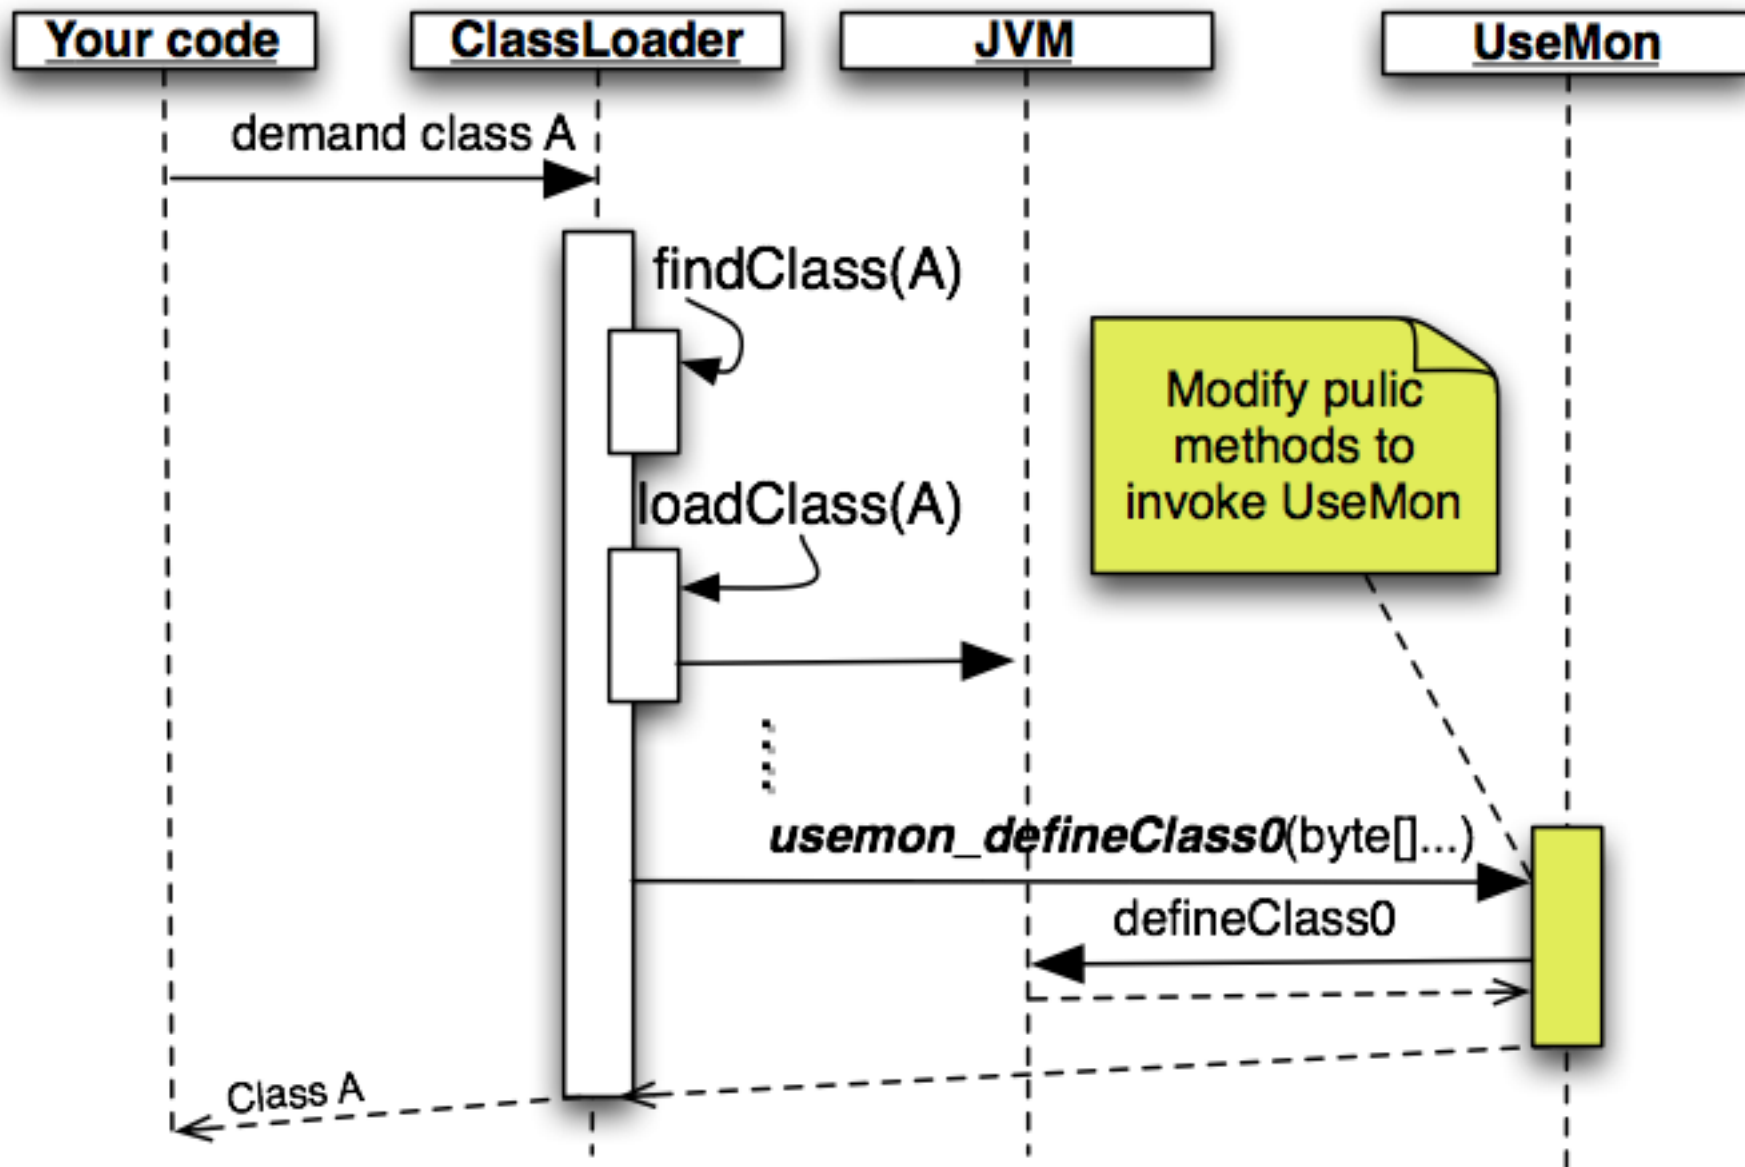 Your code
ClassLoader
JVM
UseMon
demand class A
findClass(A)
Modify pulic
methods to
invoke UseMon
loadClass(A)
usemon_defineClass0(byte[]...)
defineClass0
Class A